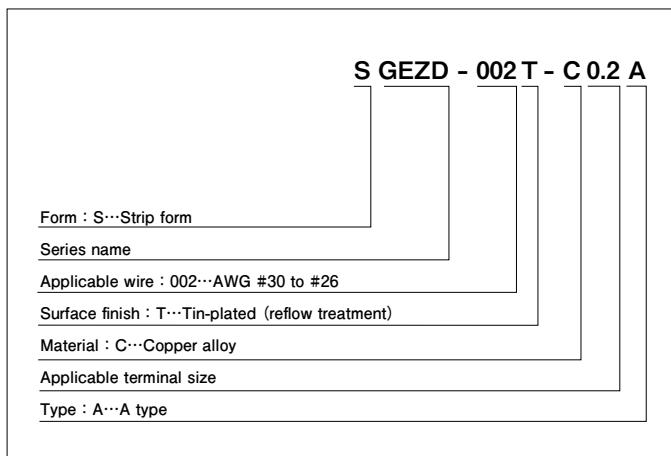 S GEZD - 002 T - C 0.2 A
Form : S…Strip form
Series name
Applicable wire : 002…AWG #30 to #26
Surface finish : T…Tin-plated (reflow treatment)
Material : C…Copper alloy
Applicable terminal size
Type : A…A type